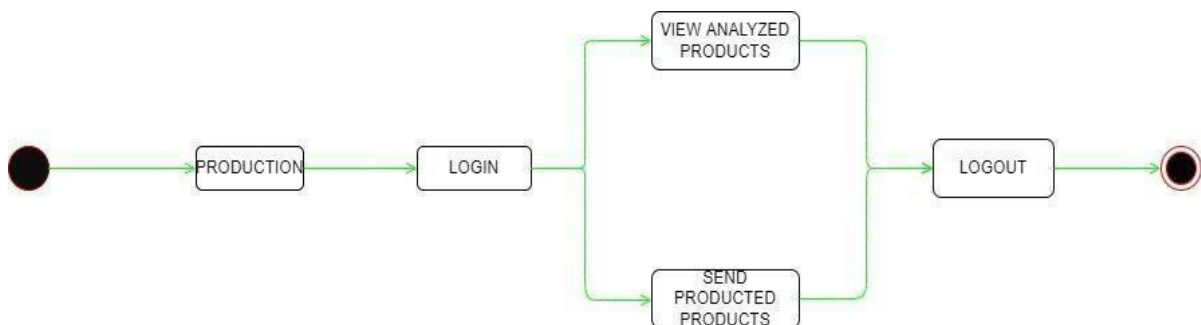 VIEW ANALYZED
PRODUCTS
PRODUCTION
LOGIN
LOGOUT
SEND
PRODUCTED
PRODUCTS